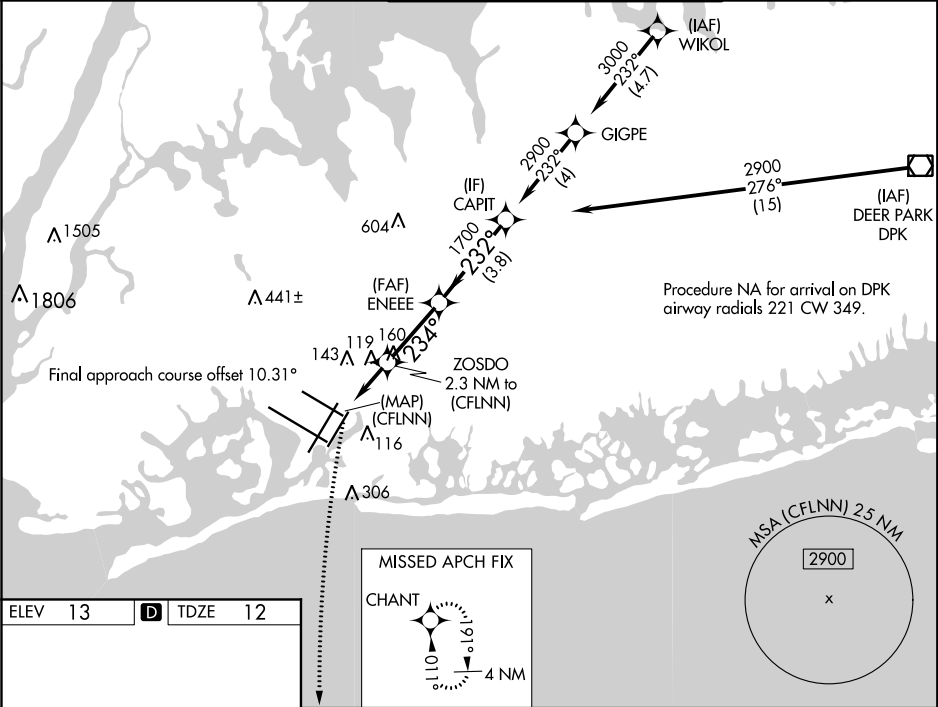 (IAF)
WIKOL
3000
232°
(4.7)
GIGPE
2900
232°
(4)
2900
276°
(15)
(IAF)
DEER PARK
DPK
(IF)
CAPIT
1700
232°
(3.8)
604
1505
1806
441±
(FAF)
ENEEE
Procedure NA for arrival on DPK
airway radials 221 CW 349.
234°
160
119
143
ZOSDO
2.3 NM to
(CFLNN)
Final approach course offset 10.31°
(MAP)
(CFLNN)
116
306
MSA (CFLNN) 25 NM
2900
x
MISSED APCH FIX
CHANT
191°
011°
4 NM
ELEV 13 D TDZE 12